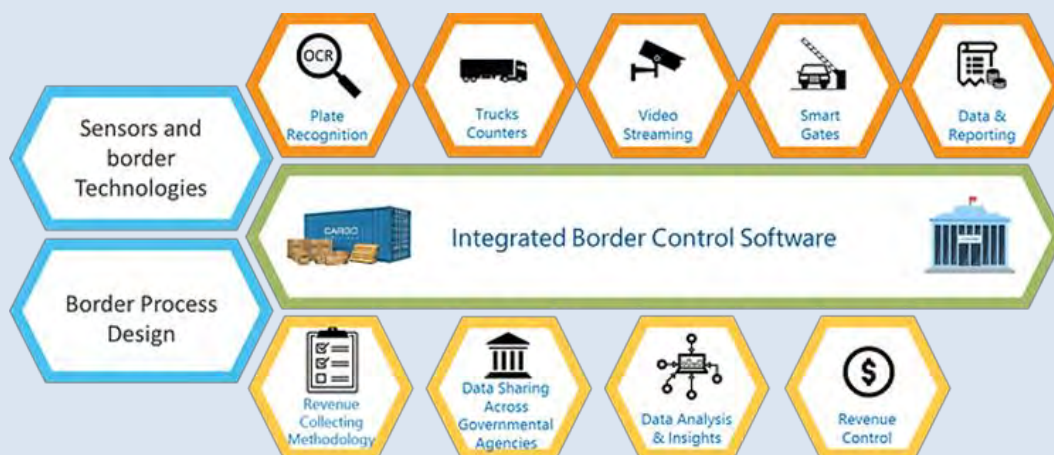 OCR
Plate
Recognition
Trucks
Counters
Video
Streaming
Smart
Gates
Data &
Reporting
Sensors and
border
Technologies
CARGO
Integrated Border Control Software
Border Process
Design
Revenue
Collecting
Methodology
Data Sharing
Across
Governmental
Agencies
Data Analysis
& Insights
$
Revenue
Control